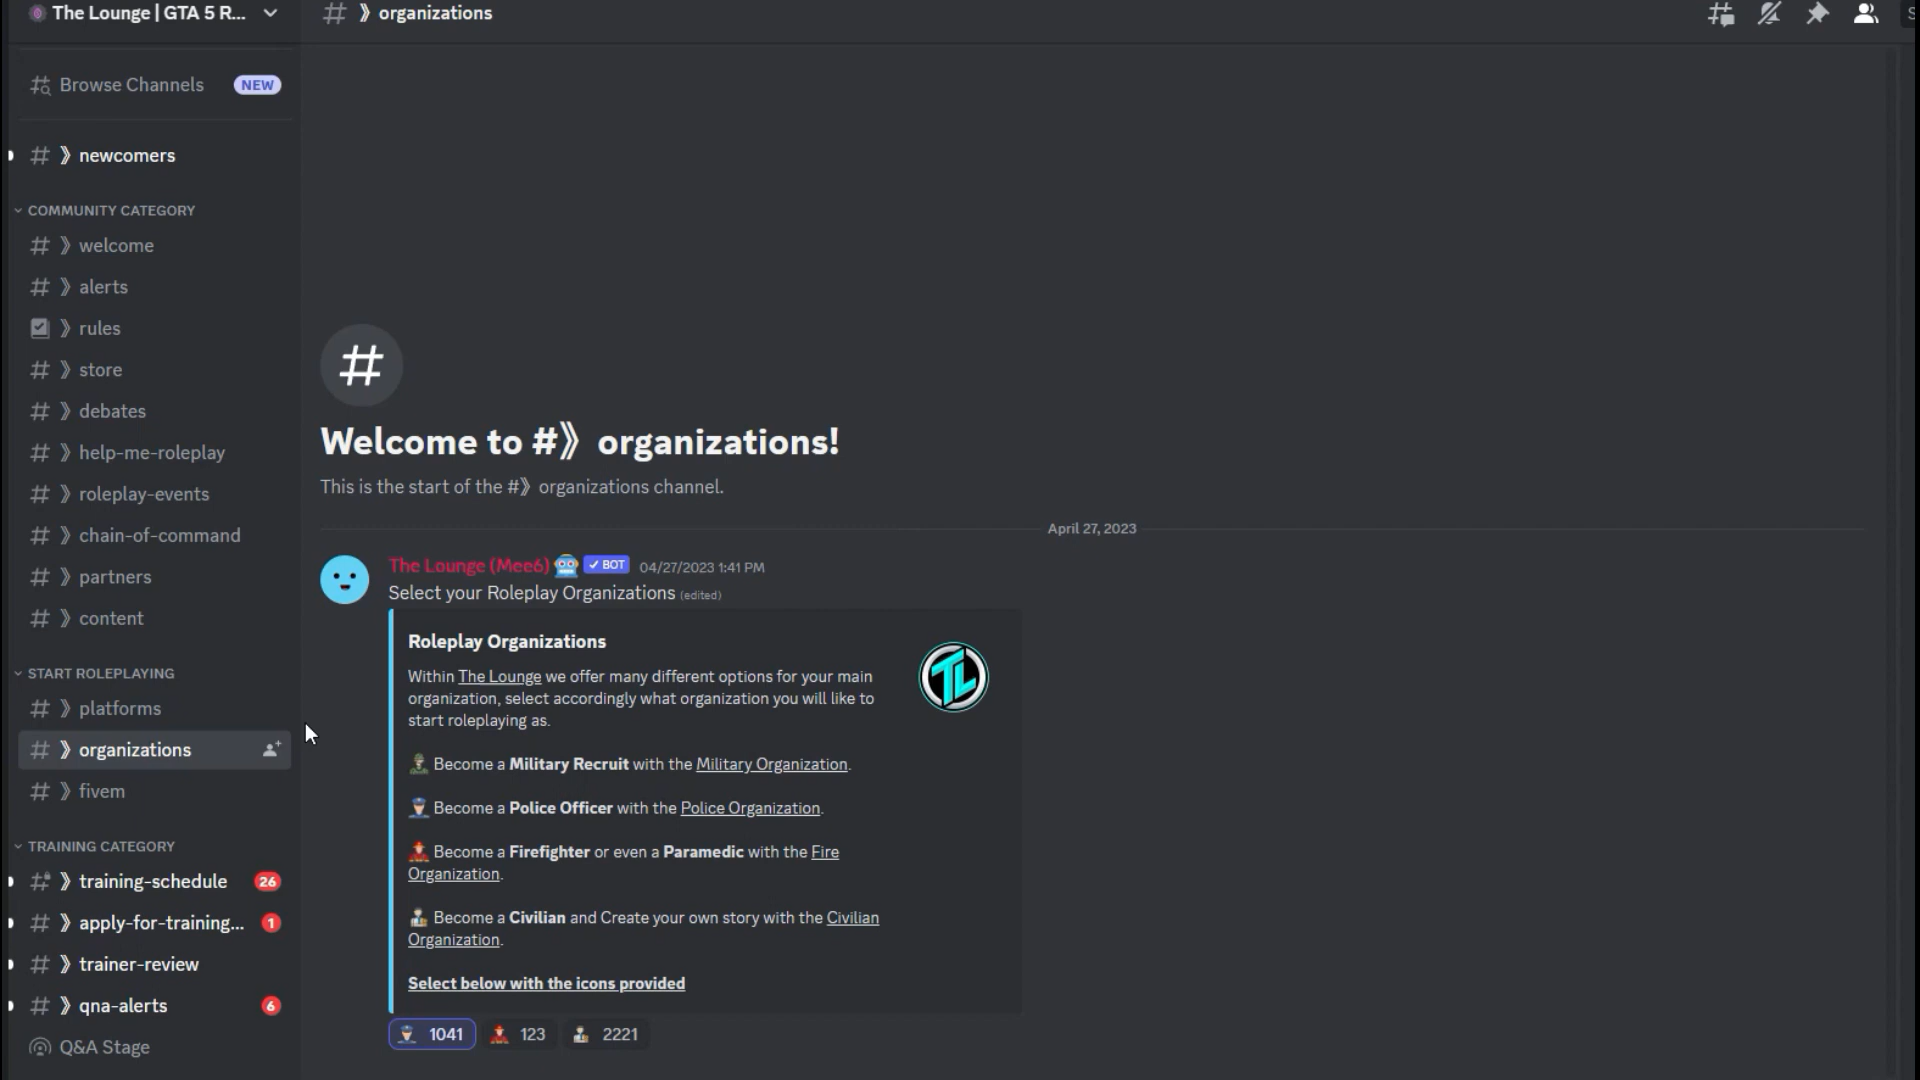 The Lounge | GTA 5 R...
# 》 organizations
Browse Channels NEW
# 》 newcomers
COMMUNITY CATEGORY
# 》 welcome
# 》 alerts
》 rules
# 》 store
# 》 debates
# 》 help-me-roleplay
# 》 roleplay-events
# 》 chain-of-command
# 》 partners
# 》 content
START ROLEPLAYING
# 》 platforms
# 》 organizations
# 》 fivem
TRAINING CATEGORY
# 》 training-schedule 26
# 》 apply-for-training... 1
# 》 trainer-review
# 》 qna-alerts 6
Q&A Stage
#
Welcome to #》 organizations!
This is the start of the #》 organizations channel.
April 27, 2023
The Lounge (Mee6) ✓ BOT 04/27/2023 1:41 PM
Select your Roleplay Organizations (edited)
Roleplay Organizations
TL
Within The Lounge we offer many different options for your main
organization, select accordingly what organization you will like to
start roleplaying as.
Become a Military Recruit with the Military Organization.
Become a Police Officer with the Police Organization.
Become a Firefighter or even a Paramedic with the Fire
Organization.
Become a Civilian and Create your own story with the Civilian
Organization.
Select below with the icons provided
1041 123 2221